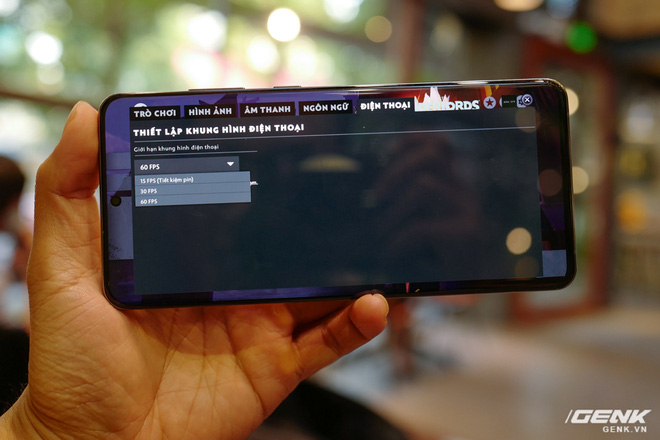 TRÒ CHƠI HÌNH ẢNH ÂM THANH NGÔN NGỮ ĐIỆN THOẠI
THIẾT LẬP KHUNG HÌNH ĐIỆN THOẠI
Giới hạn khung hình điện thoại
60 FPS
15 FPS (Tiết kiệm pin)
30 FPS
60 FPS
GENK
GENK.VN